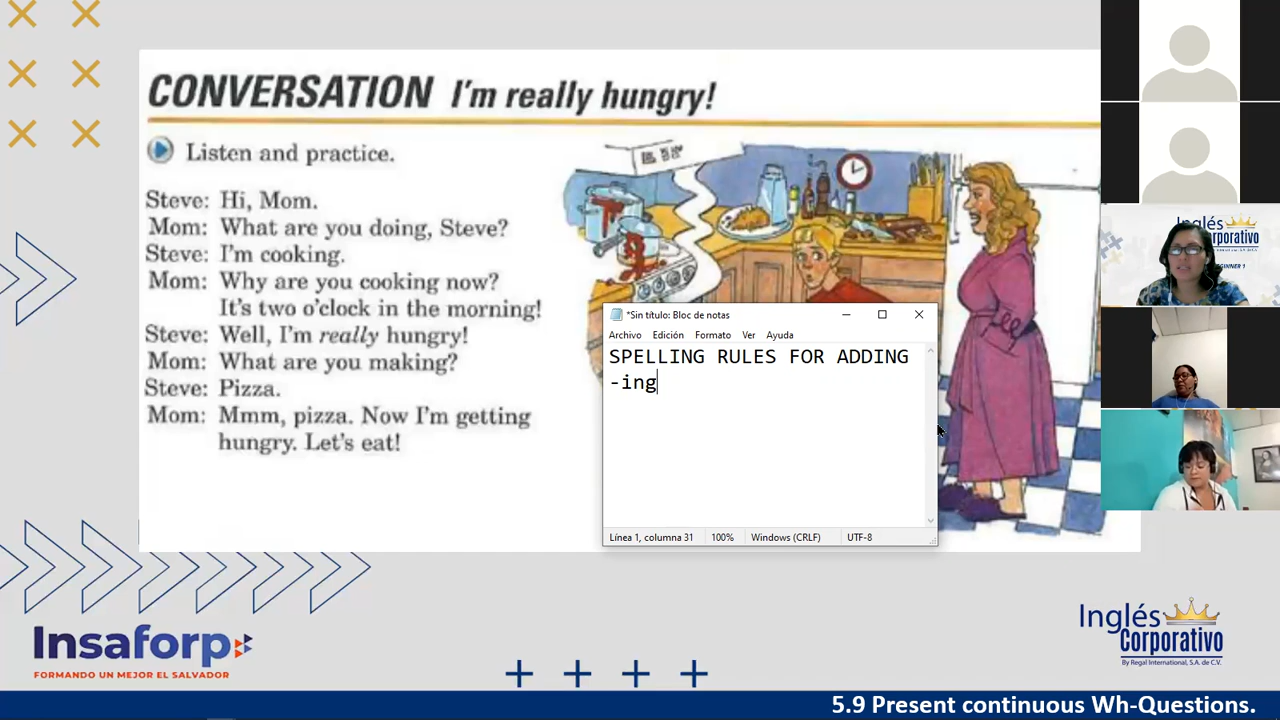 CONVERSATION I'm really hungry!
Listen and practice.
Steve: Hi, Mom.
Mom: What are you doing, Steve?
Steve: I'm cooking.
Mom: Why are you cooking now?
It's two o'clock in the morning!
Steve: Well, I'm really hungry!
Mom: What are you making?
Steve: Pizza.
Mom: Mmm, pizza. Now I'm getting
hungry. Let's eat!
*Sin título: Bloc de notas
Archivo Edición Formato Ver Ayuda
SPELLING RULES FOR ADDING
-ing
Línea 1, columna 31 100% Windows (CRLF) UTF-8
Inglés
Corporativo
BEGINNER 1
Insaforp
FORMANDO UN MEJOR EL SALVADOR
Inglés
Corporativo
By Regal International, S.A. de C.V.
5.9 Present continuous Wh-Questions.